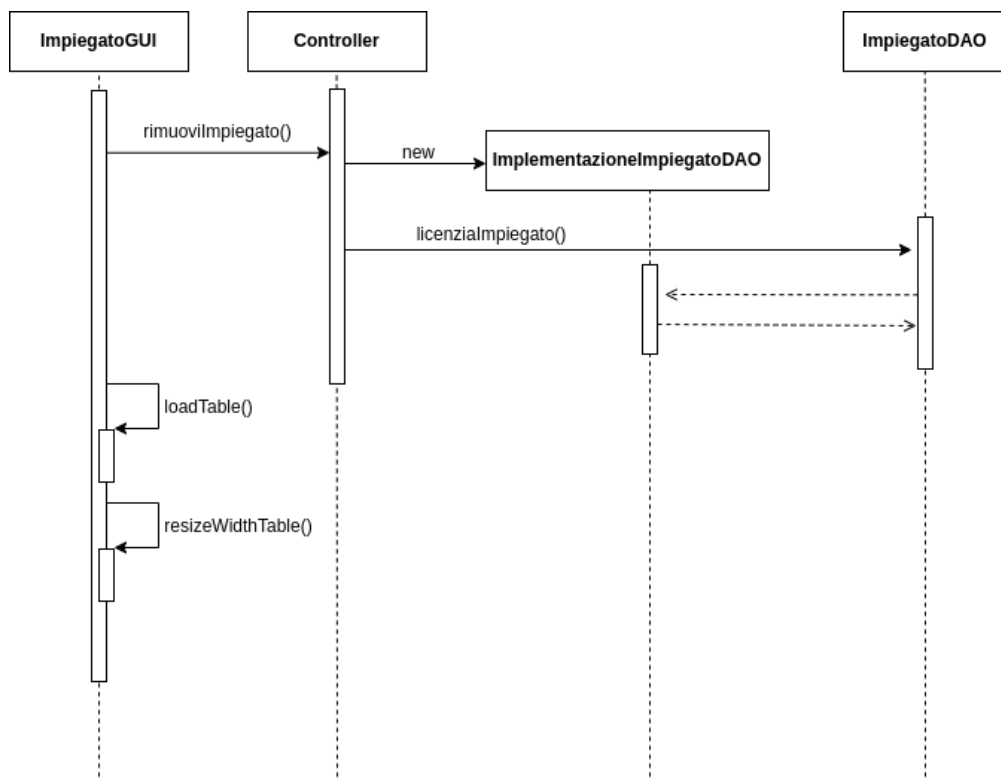 ImpiegatoGUI
Controller
ImpiegatoDAO
rimuoviImpiegato()
new
ImplementazioneImpiegatoDAO
licenziaImpiegato()
loadTable()
resizeWidthTable()